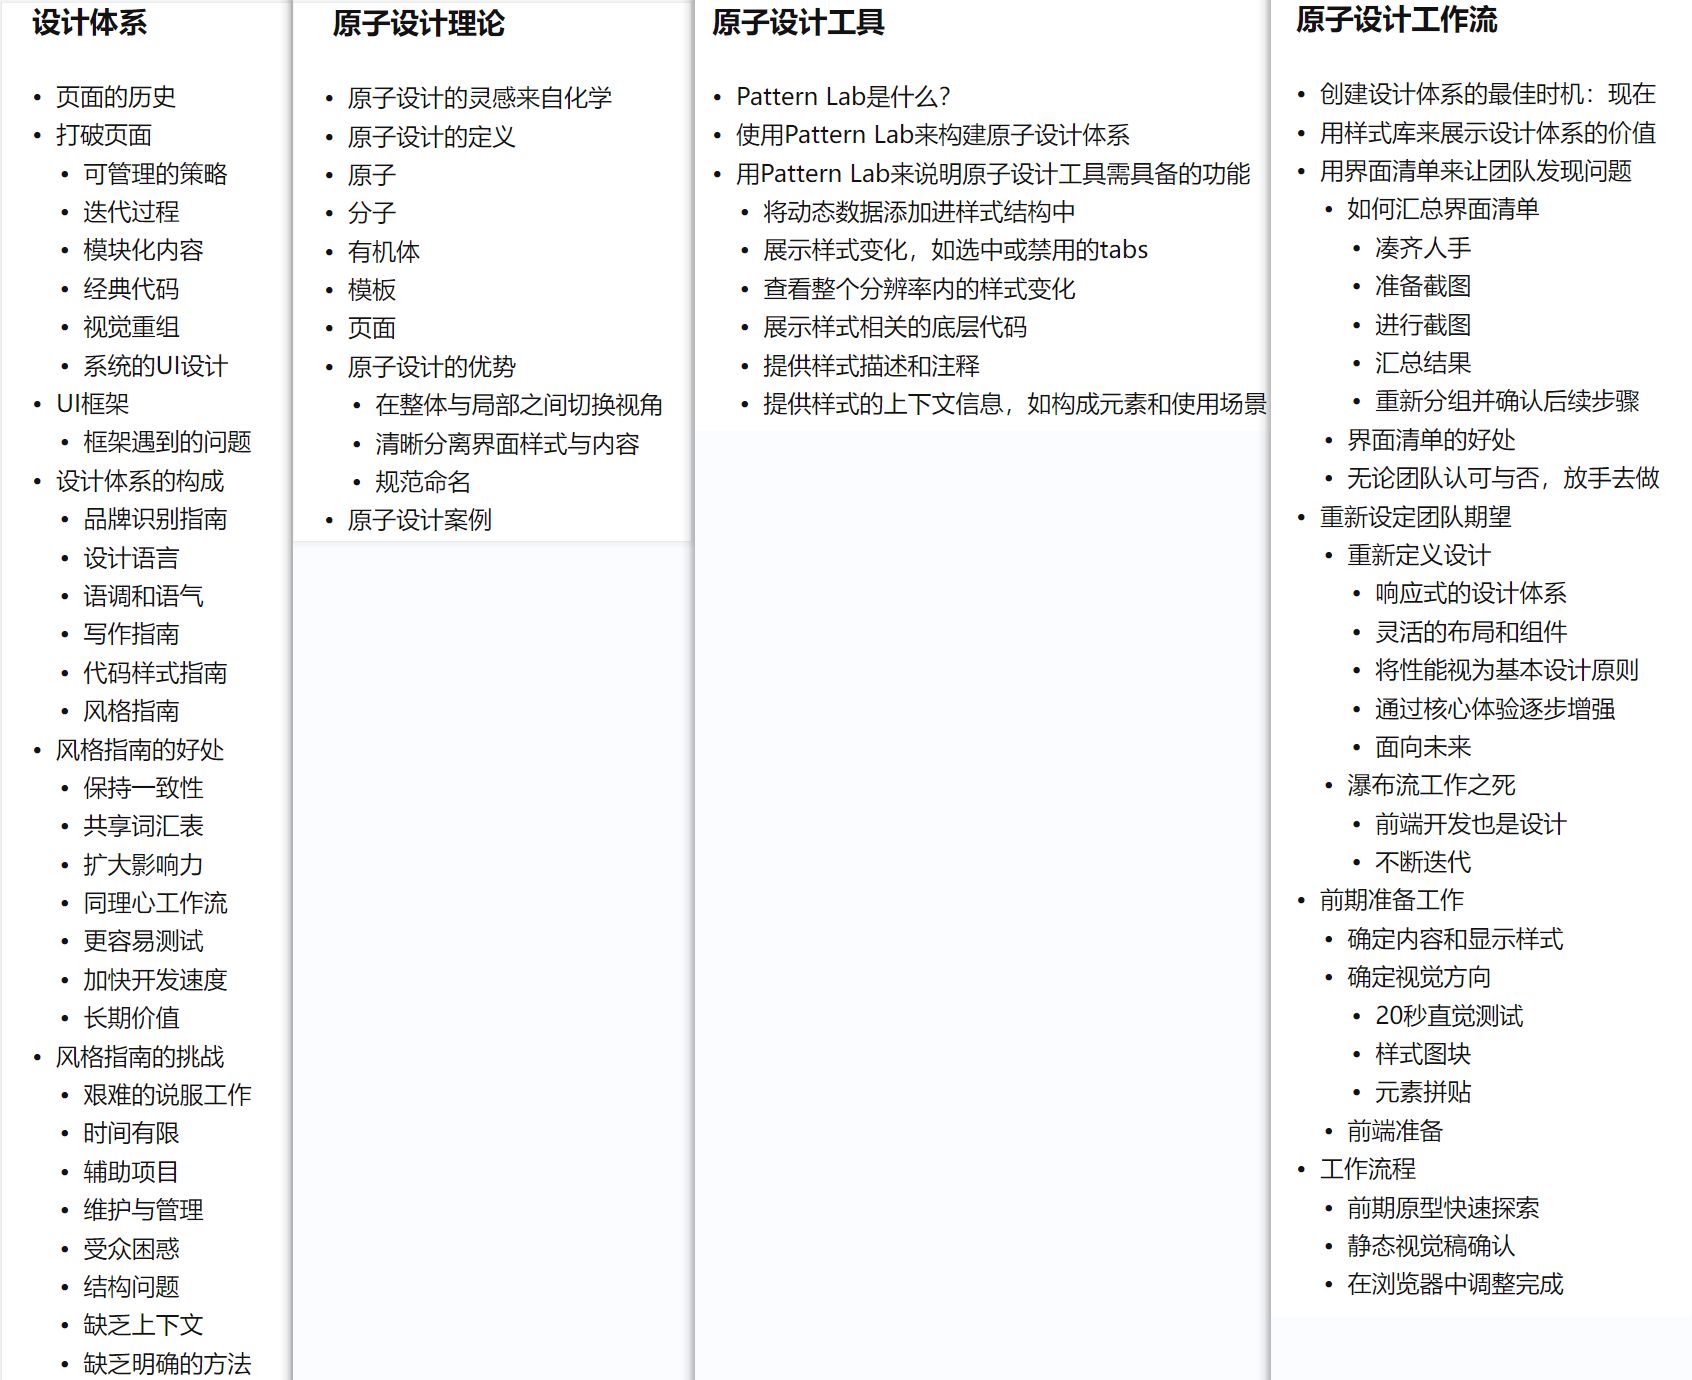 设计体系
页面的历史
打破页面
可管理的策略
迭代过程
模块化内容
经典代码
视觉重组
系统的UI设计
UI框架
框架遇到的问题
设计体系的构成
品牌识别指南
设计语言
语调和语气
写作指南
代码样式指南
风格指南
风格指南的好处
保持一致性
共享词汇表
扩大影响力
同理心工作流
更容易测试
加快开发速度
长期价值
风格指南的挑战
艰难的说服工作
时间有限
辅助项目
维护与管理
受众困惑
结构问题
缺乏上下文
缺乏明确的方法
原子设计理论
原子设计的灵感来自化学
原子设计的定义
原子
分子
有机体
模板
页面
原子设计的优势
在整体与局部之间切换视角
清晰分离界面样式与内容
规范命名
原子设计案例
原子设计工具
Pattern Lab是什么？
使用Pattern Lab来构建原子设计体系
用Pattern Lab来说明原子设计工具需具备的功能
将动态数据添加进样式结构中
展示样式变化，如选中或禁用的tabs
查看整个分辨率内的样式变化
展示样式相关的底层代码
提供样式描述和注释
提供样式的上下文信息，如构成元素和使用场景
原子设计工作流
创建设计体系的最佳时机：现在
用样式库来展示设计体系的价值
用界面清单来让团队发现问题
如何汇总界面清单
凑齐人手
准备截图
进行截图
汇总结果
重新分组并确认后续步骤
界面清单的好处
无论团队认可与否，放手去做
重新设定团队期望
重新定义设计
响应式的设计体系
灵活的布局和组件
将性能视为基本设计原则
通过核心体验逐步增强
面向未来
瀑布流工作之死
前端开发也是设计
不断迭代
前期准备工作
确定内容和显示样式
确定视觉方向
20秒直觉测试
样式图块
元素拼贴
前端准备
工作流程
前期原型快速探索
静态视觉稿确认
在浏览器中调整完成